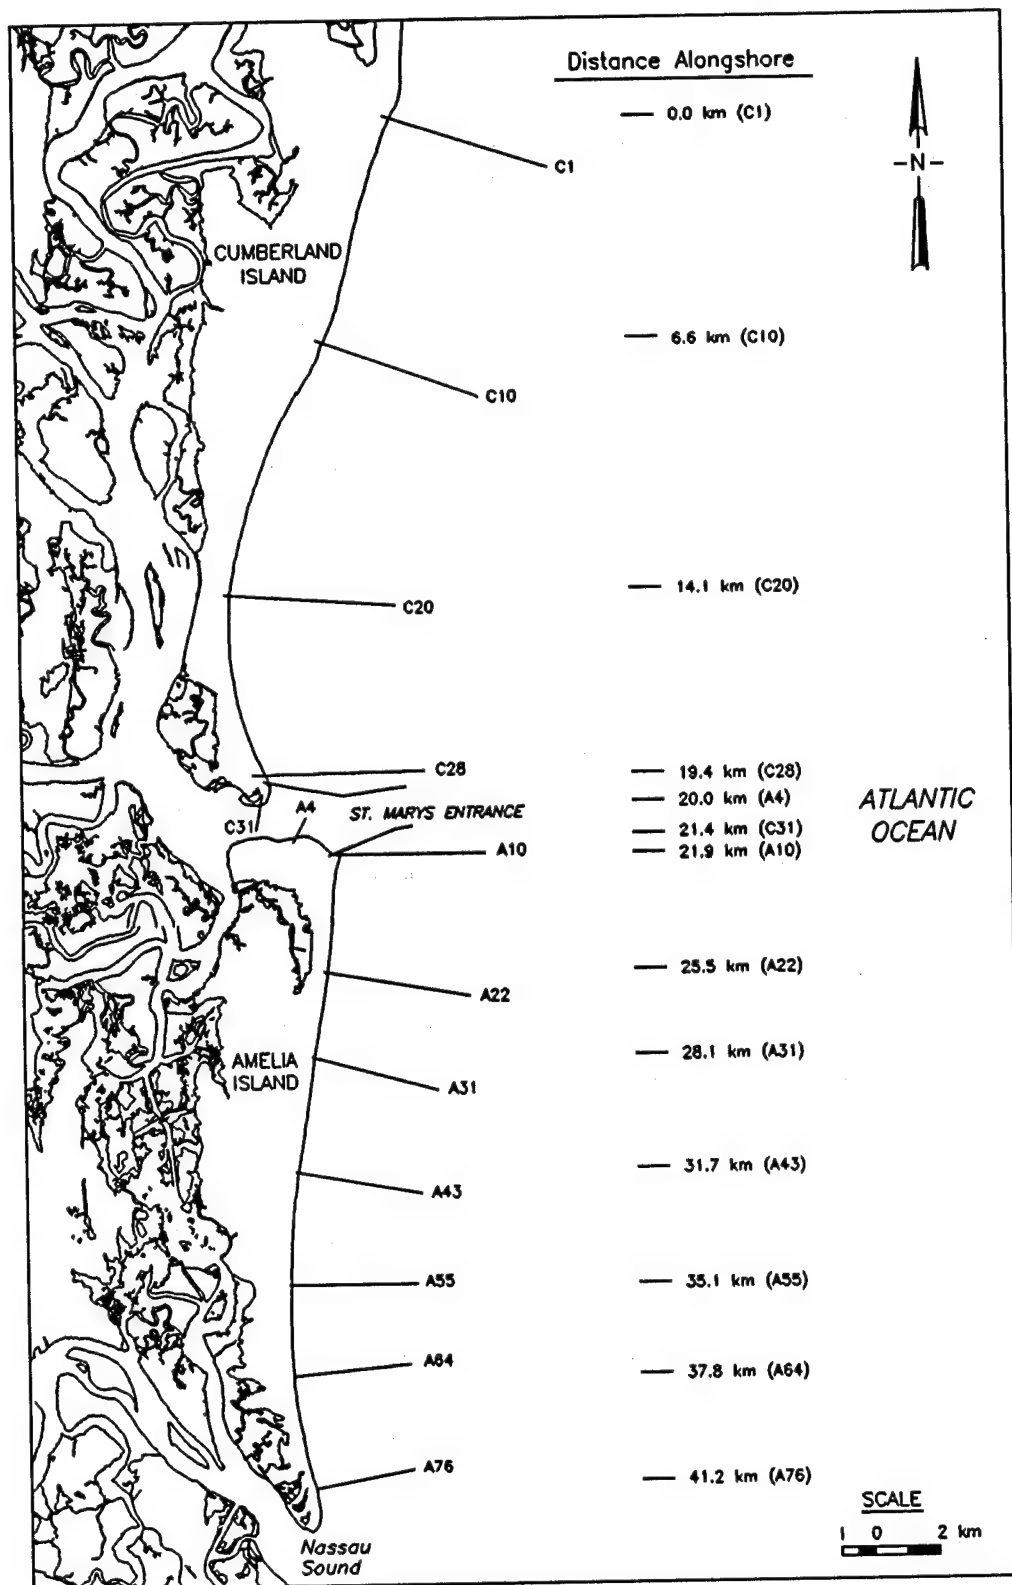 Distance Alongshore
0.0 km (C1)
N
C1
CUMBERLAND
ISLAND
6.6 km (C10)
C10
14.1 km (C20)
C20
C28
19.4 km (C28)
20.0 km (A4)
A4
ST. MARYS ENTRANCE
C31
21.4 km (C31)
ATLANTIC
OCEAN
A10
21.9 km (A10)
25.5 km (A22)
A22
28.1 km (A31)
AMELIA
ISLAND
A31
31.7 km (A43)
A43
35.1 km (A55)
A55
A64
37.8 km (A64)
A76
41.2 km (A76)
SCALE
1 0 2 km
Nassau
Sound